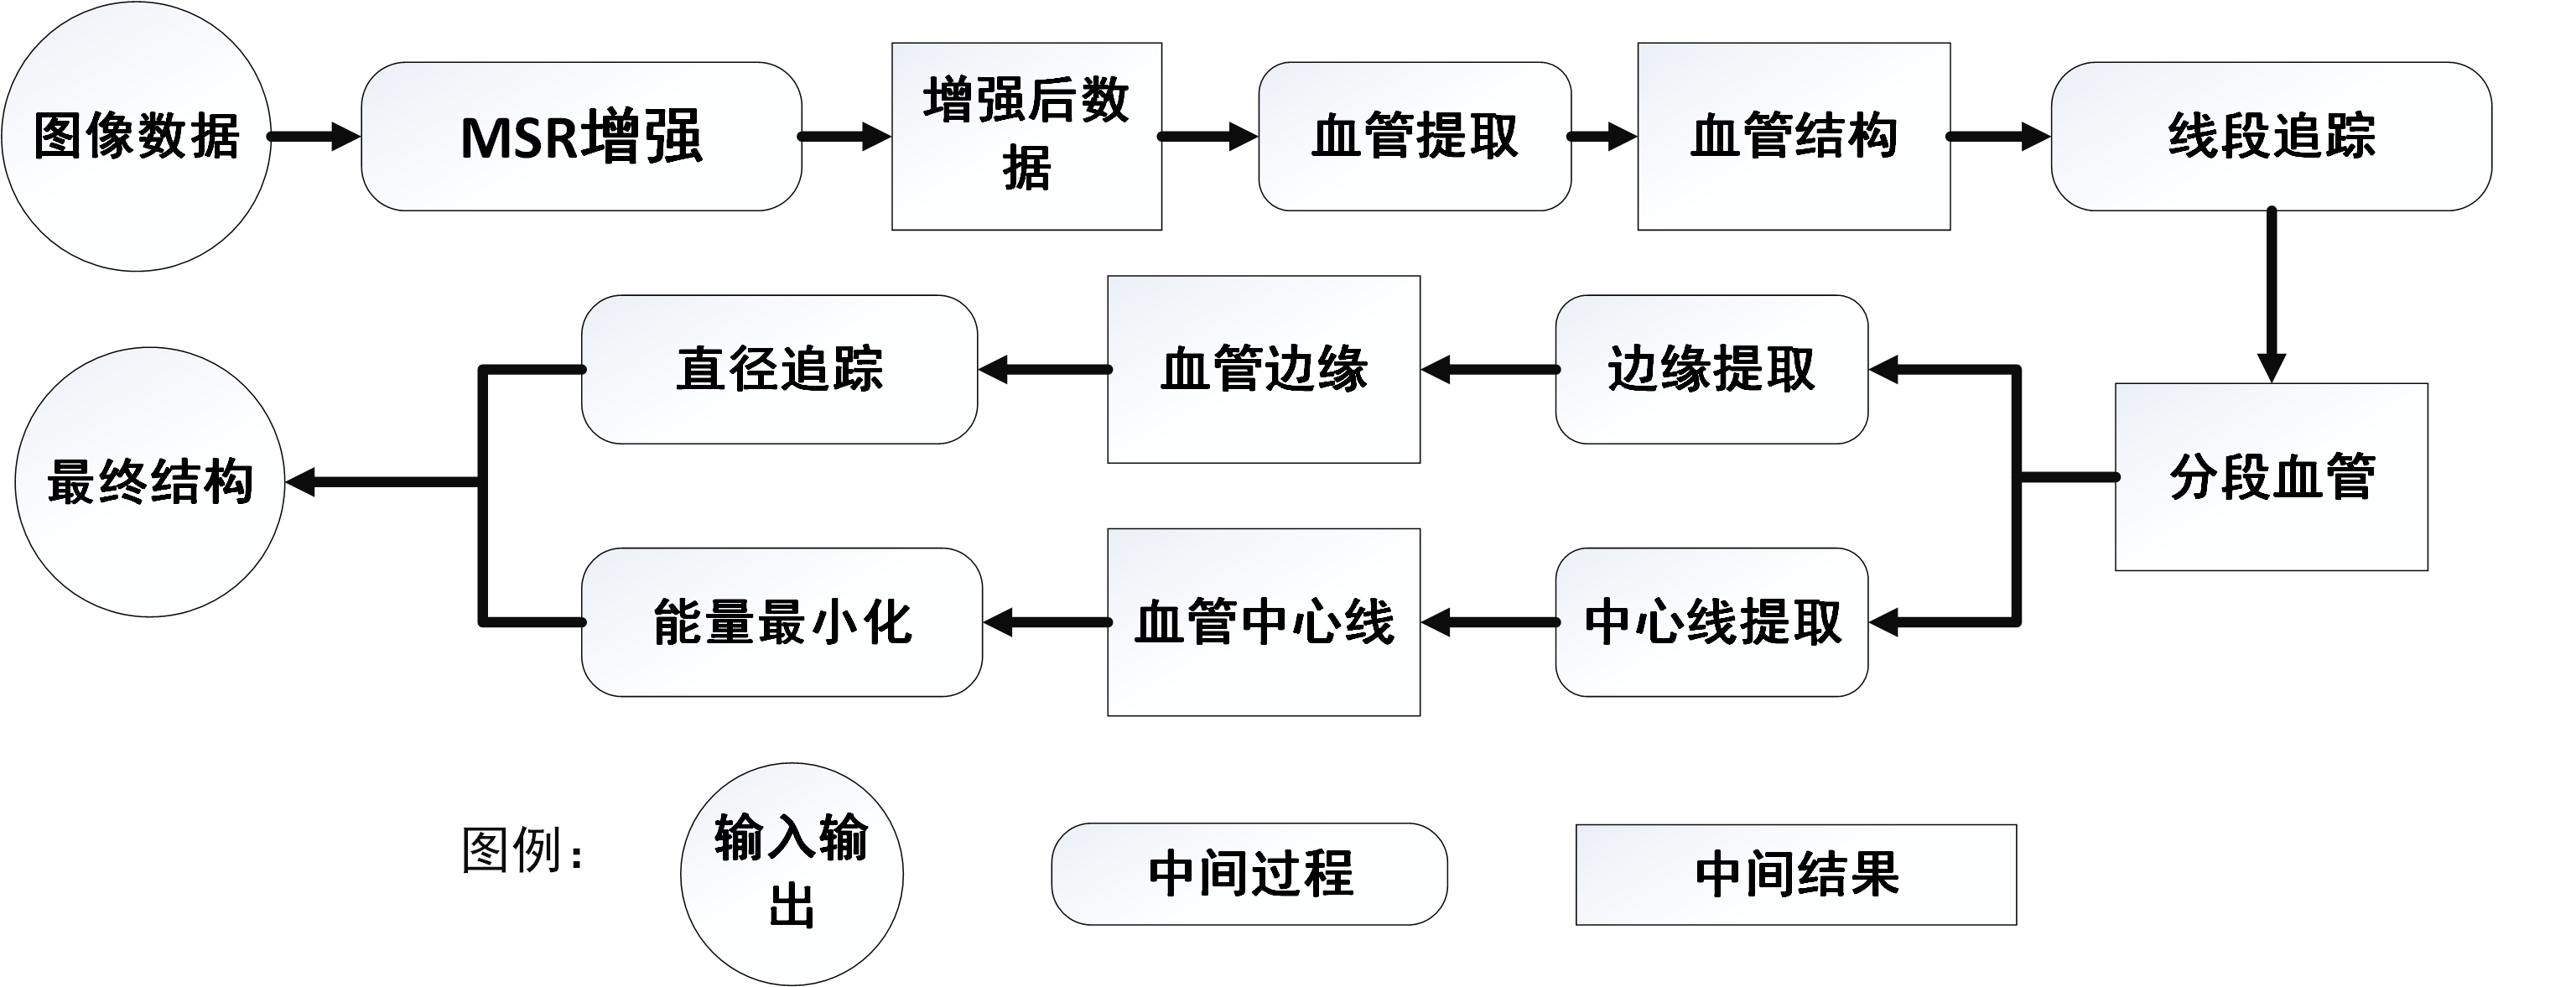 图像数据
MSR增强
增强后数
据
血管提取
血管结构
线段追踪
直径追踪
血管边缘
边缘提取
最终结构
分段血管
能量最小化
血管中心线
中心线提取
图例：
输入输
出
中间过程
中间结果